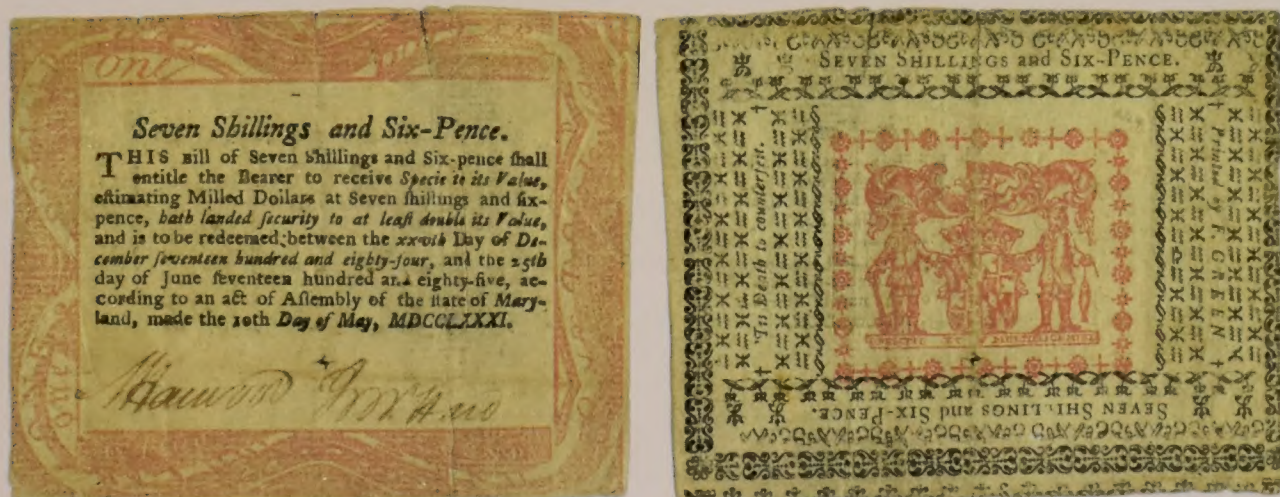 One
Seven Shillings and Six-Pence.
THIS Bill of Seven Shillings and Six-pence ſhall
entitle the Bearer to receive Specie to its Value,
eſtimating Milled Dollars at Seven ſhillings and ſix-
pence, hath landed ſecurity to at leaſt double its Value,
and is to be redeemed, between the xxvth Day of De-
cember ſeventeen hundred and eighty-four, and the 25th
day of June ſeventeen hundred and eighty-five, ac-
cording to an act of Aſſembly of the ſtate of Mary-
land, made the 10th Day of May, MDCCLXXXI.
ONE
SEVEN SHILLINGS and SIX-PENCE.
'Tis Death to counterfeit.
Printed by F. GREEN
SEVEN SHILLINGS and SIX-PENCE.